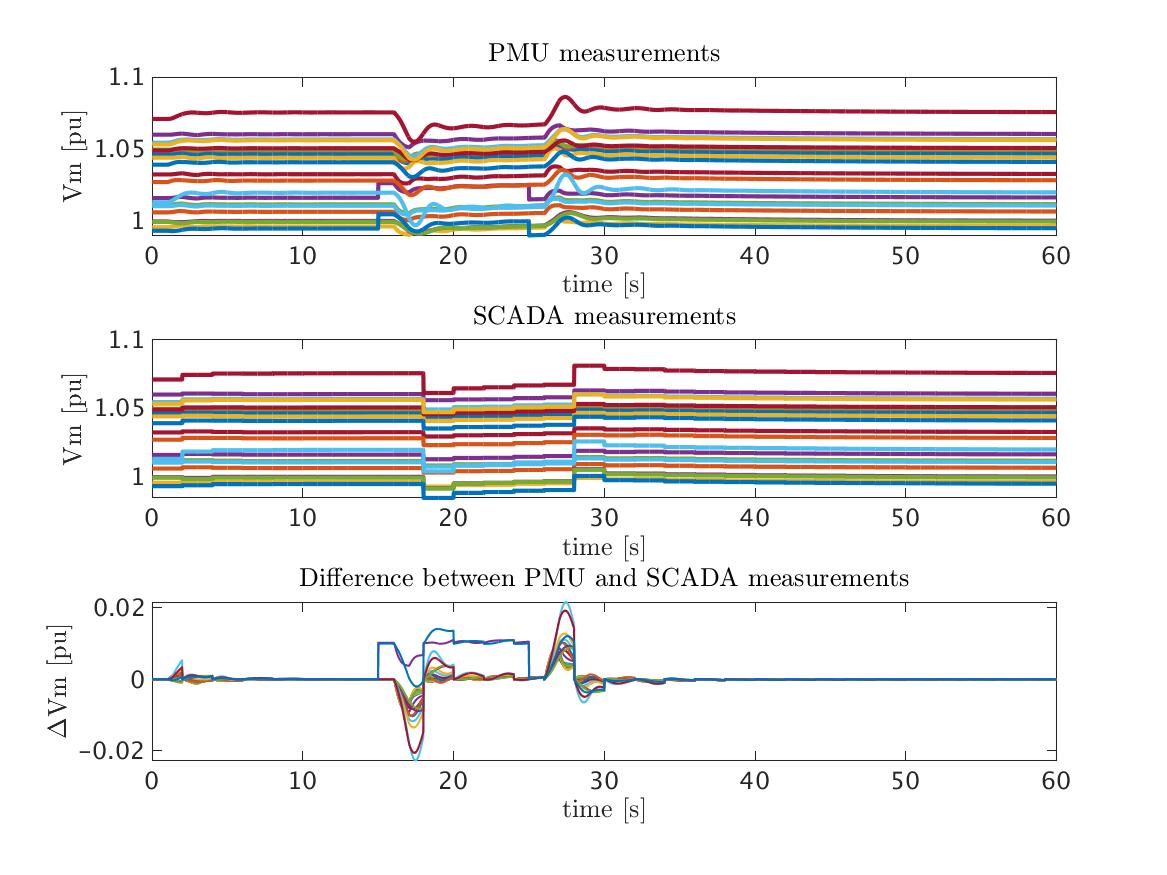 PMU measurements
1.1
1.05
1
Vm [pu]
0 10 20 30 40 50 60
time [s]
SCADA measurements
1.1
1.05
1
Vm [pu]
0 10 20 30 40 50 60
time [s]
Difference between PMU and SCADA measurements
0.02
0
-0.02
ΔVm [pu]
0 10 20 30 40 50 60
time [s]